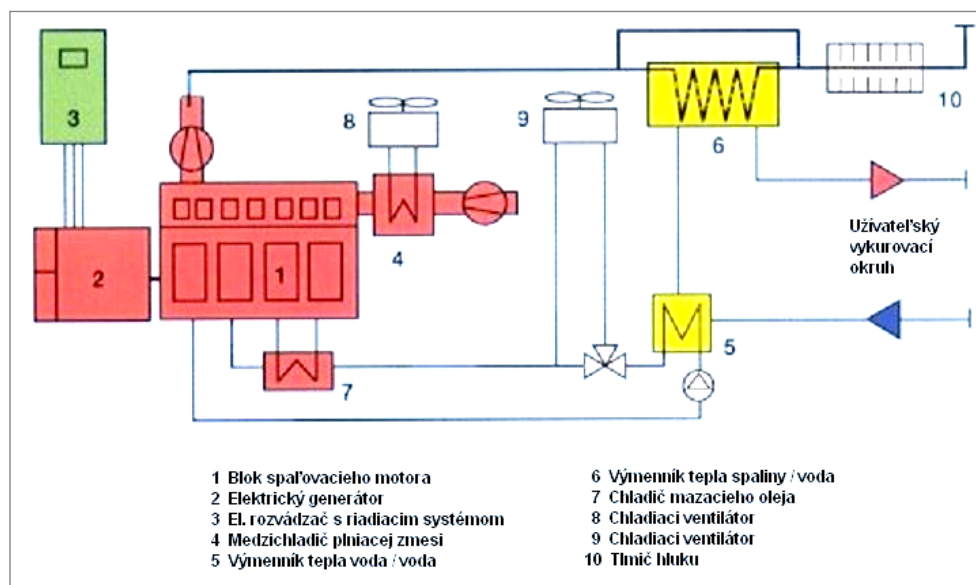 3
8
9
10
6
Užívateľský
vykurovací
okruh
4
2
1
5
7
1 Blok spaľovacieho motora
2 Elektrický generátor
3 El. rozvádzač s riadiacim systémom
4 Medzichladič plniacej zmesi
5 Výmenník tepla voda / voda
6 Výmenník tepla spaliny / voda
7 Chladič mazacieho oleja
8 Chladiaci ventilátor
9 Chladiaci ventilátor
10 Tlmič hluku